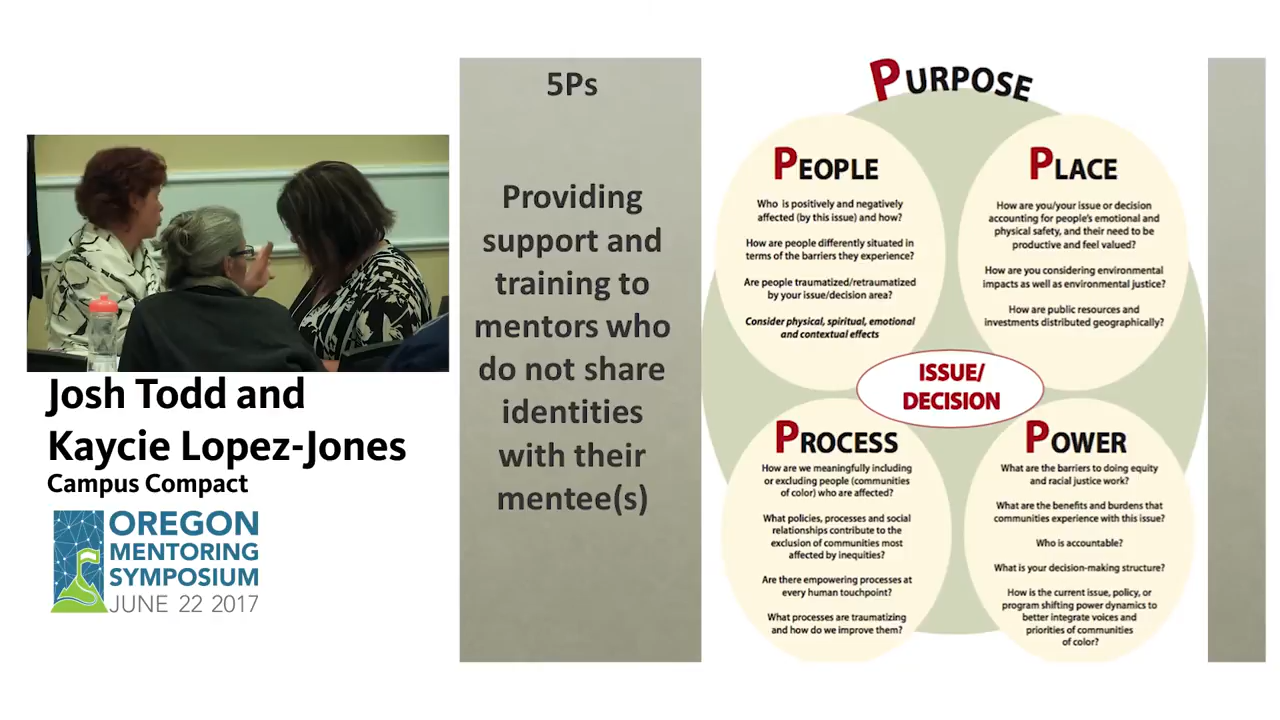 Josh Todd and
Kaycie Lopez-Jones
Campus Compact
OREGON
MENTORING
SYMPOSIUM
JUNE 22 2017
5Ps
Providing
support and
training to
mentors who
do not share
identities
with their
mentee(s)
PURPOSE
PEOPLE
Who is positively and negatively
affected (by this issue) and how?
How are people differently situated in
terms of the barriers they experience?
Are people traumatized/retraumatized
by your issue/decision area?
Consider physical, spiritual, emotional
and contextual effects
PLACE
How are you/your issue or decision
accounting for people's emotional and
physical safety, and their need to be
productive and feel valued?
How are you considering environmental
impacts as well as environmental justice?
How are public resources and
investments distributed geographically?
ISSUE/
DECISION
PROCESS
How are we meaningfully including
or excluding people (communities
of color) who are affected?
What policies, processes and social
relationships contribute to the
exclusion of communities most
affected by inequities?
Are there empowering processes at
every human touchpoint?
What processes are traumatizing
and how do we improve them?
POWER
What are the barriers to doing equity
and racial justice work?
What are the benefits and burdens that
communities experience with this issue?
Who is accountable?
What is your decision-making structure?
How is the current issue, policy, or
program shifting power dynamics to
better integrate voices and
priorities of communities
of color?